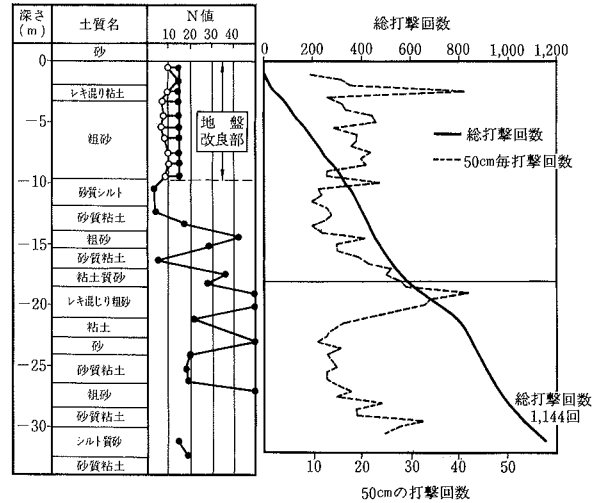 深さ
(m)
土質名
N値
10 20 30 40
総打撃回数
0 200 400 600 800 1,000 1,200
砂
0
レキ混り粘土
-5
粗砂
地盤
改良部
総打撃回数
50cm毎打撃回数
-10
砂質シルト
砂質粘土
粗砂
-15
砂質粘土
粘土質砂
レキ混じり粗砂
-20
粘土
砂
-25
砂質粘土
粗砂
総打撃回数
1,144回
砂質粘土
-30
シルト質砂
砂質粘土
10 20 30 40 50
50cmの打撃回数